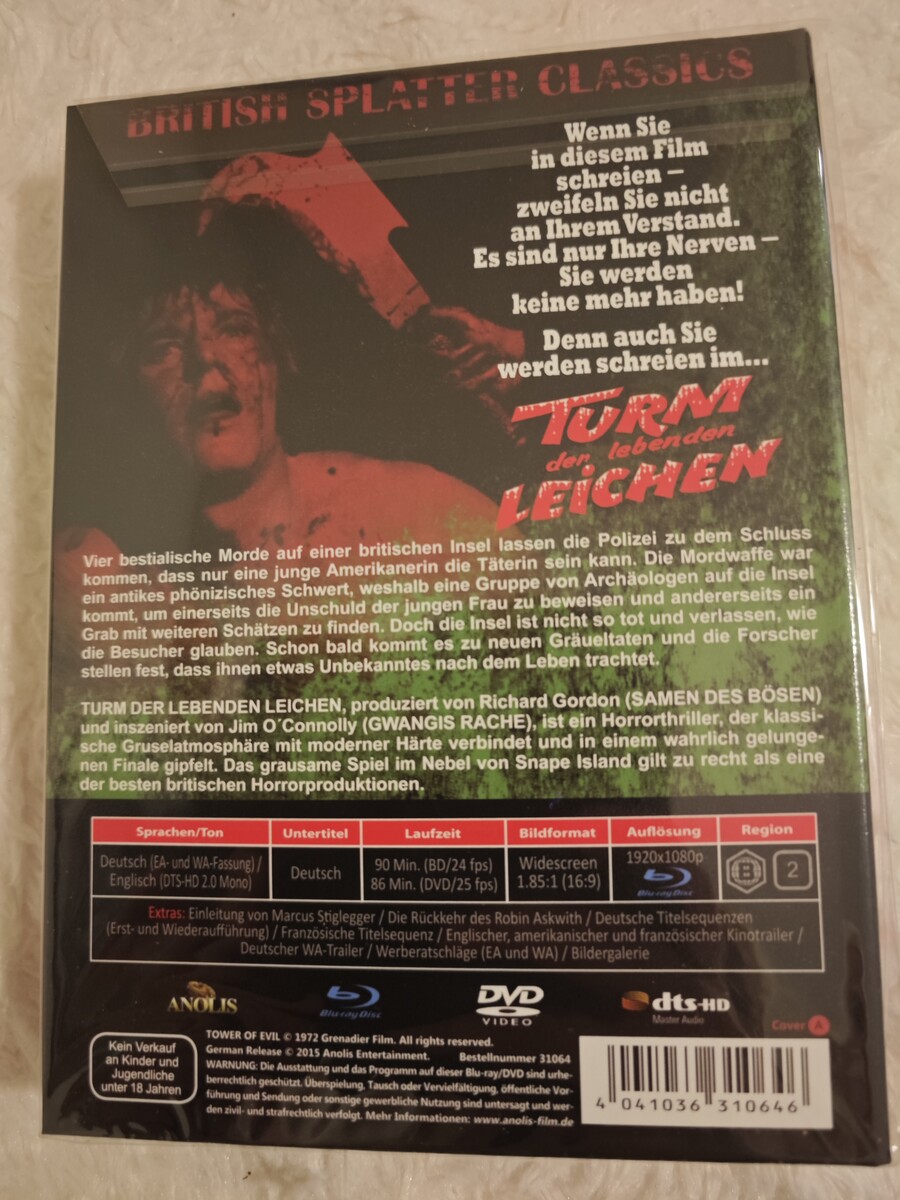 BRITISH SPLATTER CLASSICS
Wenn Sie
in diesem Film
schreien –
zweifeln Sie nicht
an Ihrem Verstand.
Es sind nur Ihre Nerven –
Sie werden
keine mehr haben!
Denn auch Sie
werden schreien im...
TURM
der lebenden
LEICHEN
Vier bestialische Morde auf einer britischen Insel lassen die Polizei zu dem Schluss
kommen, dass nur eine junge Amerikanerin die Täterin sein kann. Die Mordwaffe war
ein antikes phönizisches Schwert, weshalb eine Gruppe von Archäologen auf die Insel
kommt, um einerseits die Unschuld der jungen Frau zu beweisen und andererseits ein
Grab mit weiteren Schätzen zu finden. Doch die Insel ist nicht so tot und verlassen, wie
die Besucher glauben. Schon bald kommt es zu neuen Gräueltaten und die Forscher
stellen fest, dass ihnen etwas Unbekanntes nach dem Leben trachtet.
TURM DER LEBENDEN LEICHEN, produziert von Richard Gordon (SAMEN DES BÖSEN)
und inszeniert von Jim O´Connolly (GWANGIS RACHE), ist ein Horrorthriller, der klassi-
sche Gruselatmosphäre mit moderner Härte verbindet und in einem wahrlich gelunge-
nen Finale gipfelt. Das grausame Spiel im Nebel von Snape Island gilt zu recht als eine
der besten britischen Horrorproduktionen.
Sprachen/Ton Untertitel Laufzeit Bildformat Auflösung Region
Deutsch (EA- und WA-Fassung) /
Englisch (DTS-HD 2.0 Mono)
Deutsch
90 Min. (BD/24 fps)
86 Min. (DVD/25 fps)
Widescreen
1.85:1 (16:9)
1920x1080p
Blu-ray Disc
B 2
Extras: Einleitung von Marcus Stiglegger / Die Rückkehr des Robin Askwith / Deutsche Titelsequenzen
(Erst- und Wiederaufführung) / Französische Titelsequenz / Englischer, amerikanischer und französischer Kinotrailer /
Deutscher WA-Trailer / Werberatschläge (EA und WA) / Bildergalerie
ANOLIS
Blu-ray Disc
DVD
VIDEO
dts-HD
Master Audio
Cover A
Kein Verkauf
an Kinder und
Jugendliche
unter 18 Jahren
TOWER OF EVIL © 1972 Grenadier Film. All rights reserved.
German Release © 2015 Anolis Entertainment. Bestellnummer 31064
WARNUNG: Die Ausstattung und das Programm auf dieser Blu-ray/DVD sind urhe-
berrechtlich geschützt. Überspielung, Tausch oder Vervielfältigung, öffentliche Vor-
führung und Sendung oder sonstige gewerbliche Nutzung sind untersagt und wer-
den zivil- und strafrechtlich verfolgt. Mehr Informationen: www.anolis-film.de
4 041036 310646